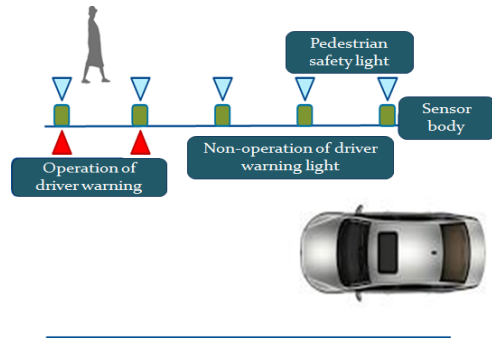 Pedestrian
safety light
Sensor
body
Non-operation of driver
warning light
Operation of
driver warning